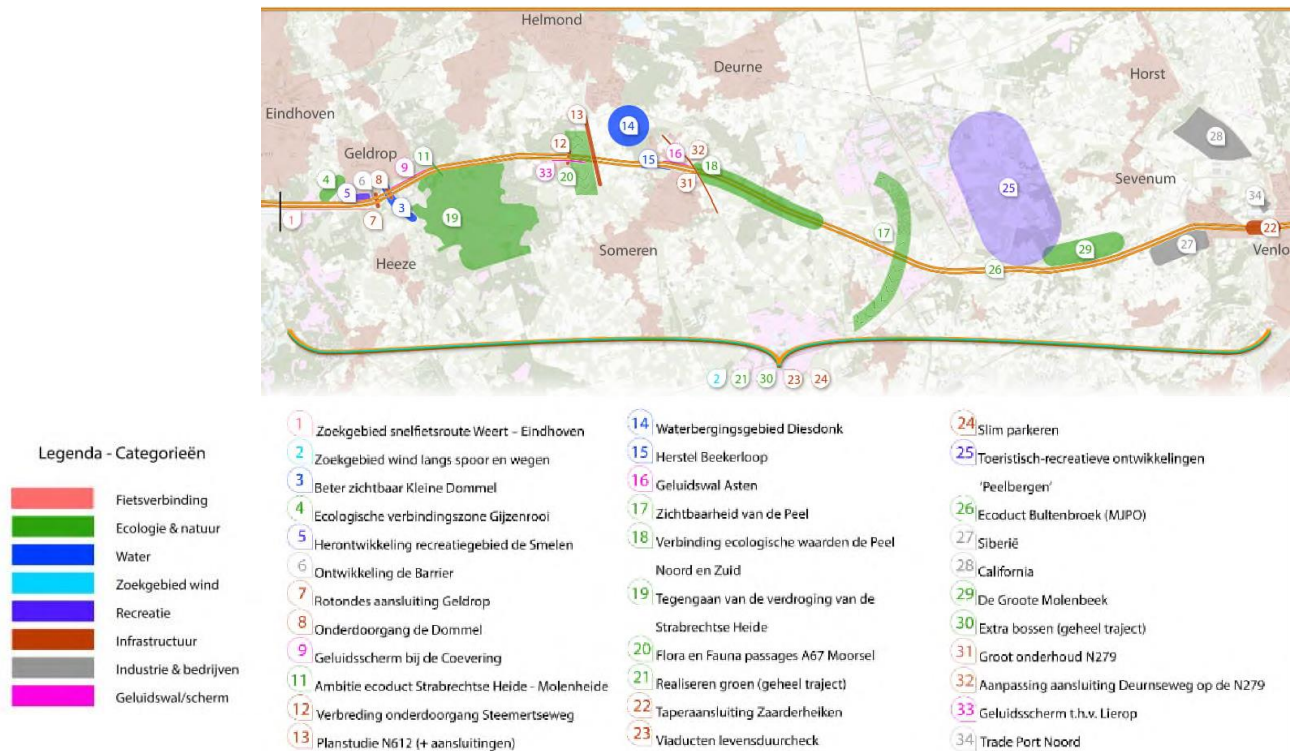 Helmond
Deurne
Horst
Eindhoven
Geldrop
Sevenum
Heeze
Someren
Venlo
13
14
28
12
16
32
11
9
15
18
6
8
4
33
20
31
25
34
5
3
19
1
7
17
22
29
27
26
2 21 30 23 24
Legenda - Categorieën
Fietsverbinding
Ecologie & natuur
Water
Zoekgebied wind
Recreatie
Infrastructuur
Industrie & bedrijven
Geluidswal/scherm
1 Zoekgebied snelfietsroute Weert – Eindhoven
2 Zoekgebied wind langs spoor en wegen
3 Beter zichtbaar Kleine Dommel
4 Ecologische verbindingszone Gijzenrooi
5 Herontwikkeling recreatiegebied de Smelen
6 Ontwikkeling de Barrier
7 Rotondes aansluiting Geldrop
8 Onderdoorgang de Dommel
9 Geluidsscherm bij de Coevering
11 Ambitie ecoduct Strabrechtse Heide - Molenheide
12 Verbreding onderdoorgang Steemertseweg
13 Planstudie N612 (+ aansluitingen)
14 Waterbergingsgebied Diesdonk
15 Herstel Beekerloop
16 Geluidswal Asten
17 Zichtbaarheid van de Peel
18 Verbinding ecologische waarden de Peel
Noord en Zuid
19 Tegengaan van de verdroging van de
Strabrechtse Heide
20 Flora en Fauna passages A67 Moorsel
21 Realiseren groen (geheel traject)
22 Taperaansluiting Zaarderheiken
23 Viaducten levensduurcheck
24 Slim parkeren
25 Toeristisch-recreatieve ontwikkelingen
'Peelbergen'
26 Ecoduct Bultenbroek (MJPO)
27 Siberië
28 California
29 De Groote Molenbeek
30 Extra bossen (geheel traject)
31 Groot onderhoud N279
32 Aanpassing aansluiting Deurnseweg op de N279
33 Geluidsscherm t.h.v. Lierop
34 Trade Port Noord